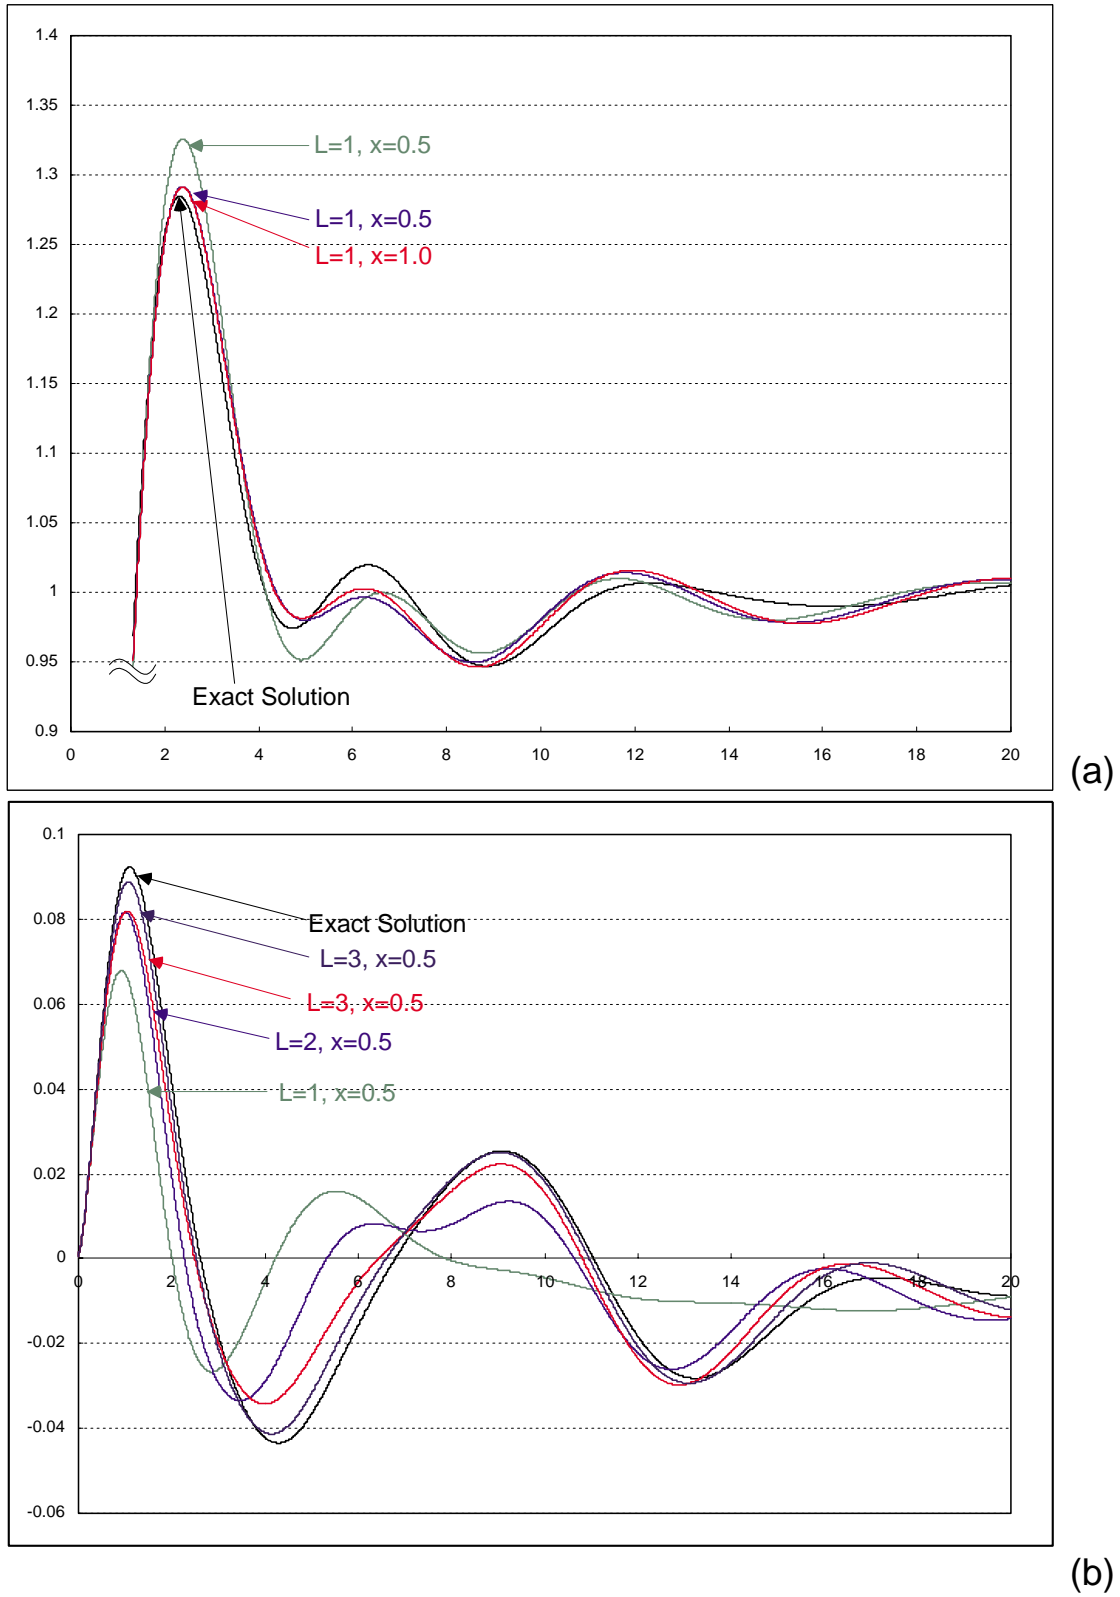 1.4
1.35
1.3
1.25
1.2
1.15
1.1
1.05
1
0.95
0.9
0 2 4 6 8 10 12 14 16 18 20
L=1, x=0.5
L=1, x=0.5
L=1, x=1.0
Exact Solution
(a)
0.1
0.08
0.06
0.04
0.02
0
-0.02
-0.04
-0.06
0 2 4 6 8 10 12 14 16 18 20
Exact Solution
L=3, x=0.5
L=3, x=0.5
L=2, x=0.5
L=1, x=0.5
(b)